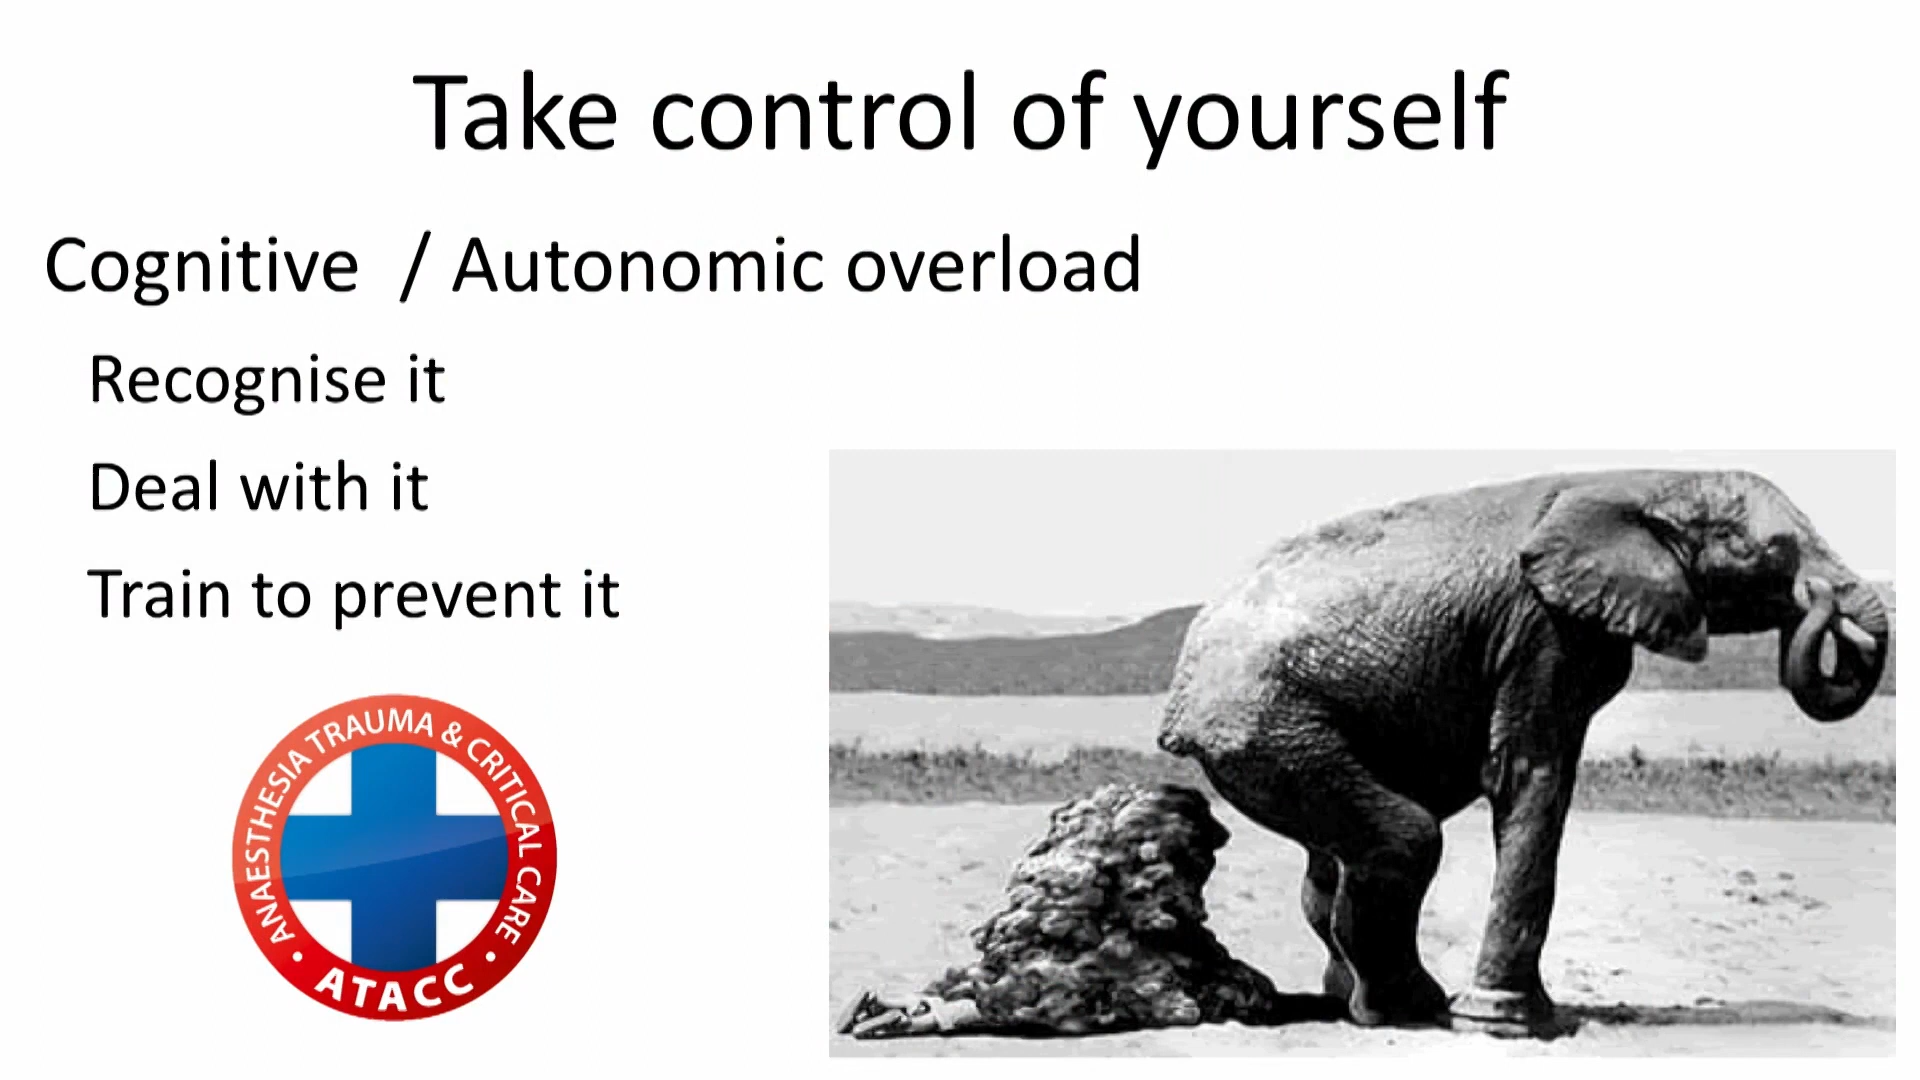 Take control of yourself
Cognitive / Autonomic overload
Recognise it
Deal with it
Train to prevent it
ANAESTHESIA TRAUMA & CRITICAL CARE
• ATACC •